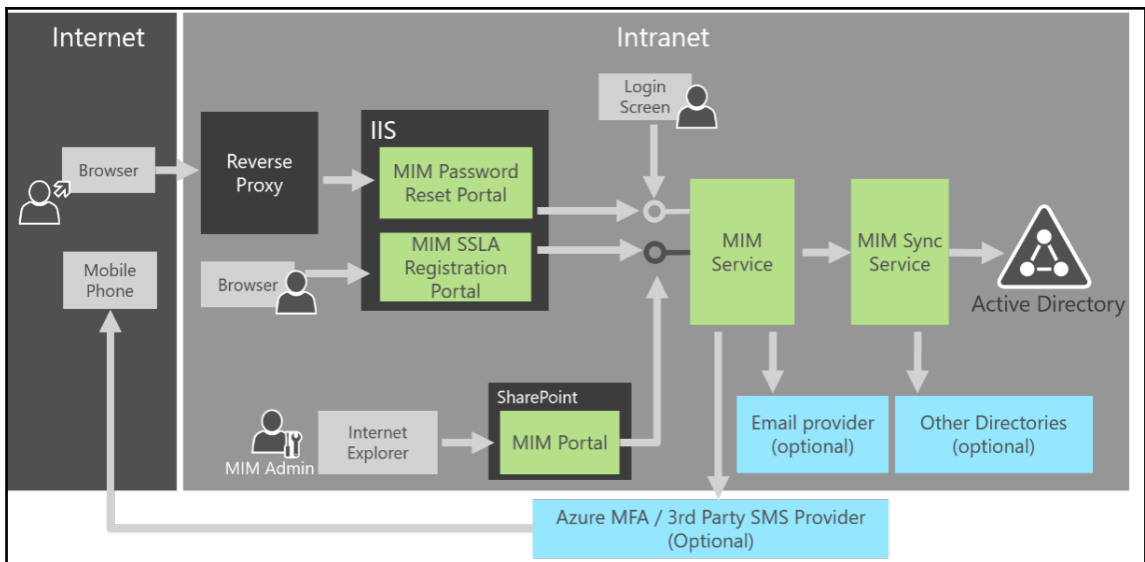 Internet
Intranet
Login
Screen
Browser
Reverse
Proxy
IIS
MIM Password
Reset Portal
MIM SSLA
Registration
Portal
MIM
Service
MIM Sync
Service
Active Directory
Mobile
Phone
Browser
SharePoint
MIM Admin
Internet
Explorer
MIM Portal
Email provider
(optional)
Other Directories
(optional)
Azure MFA / 3rd Party SMS Provider
(Optional)